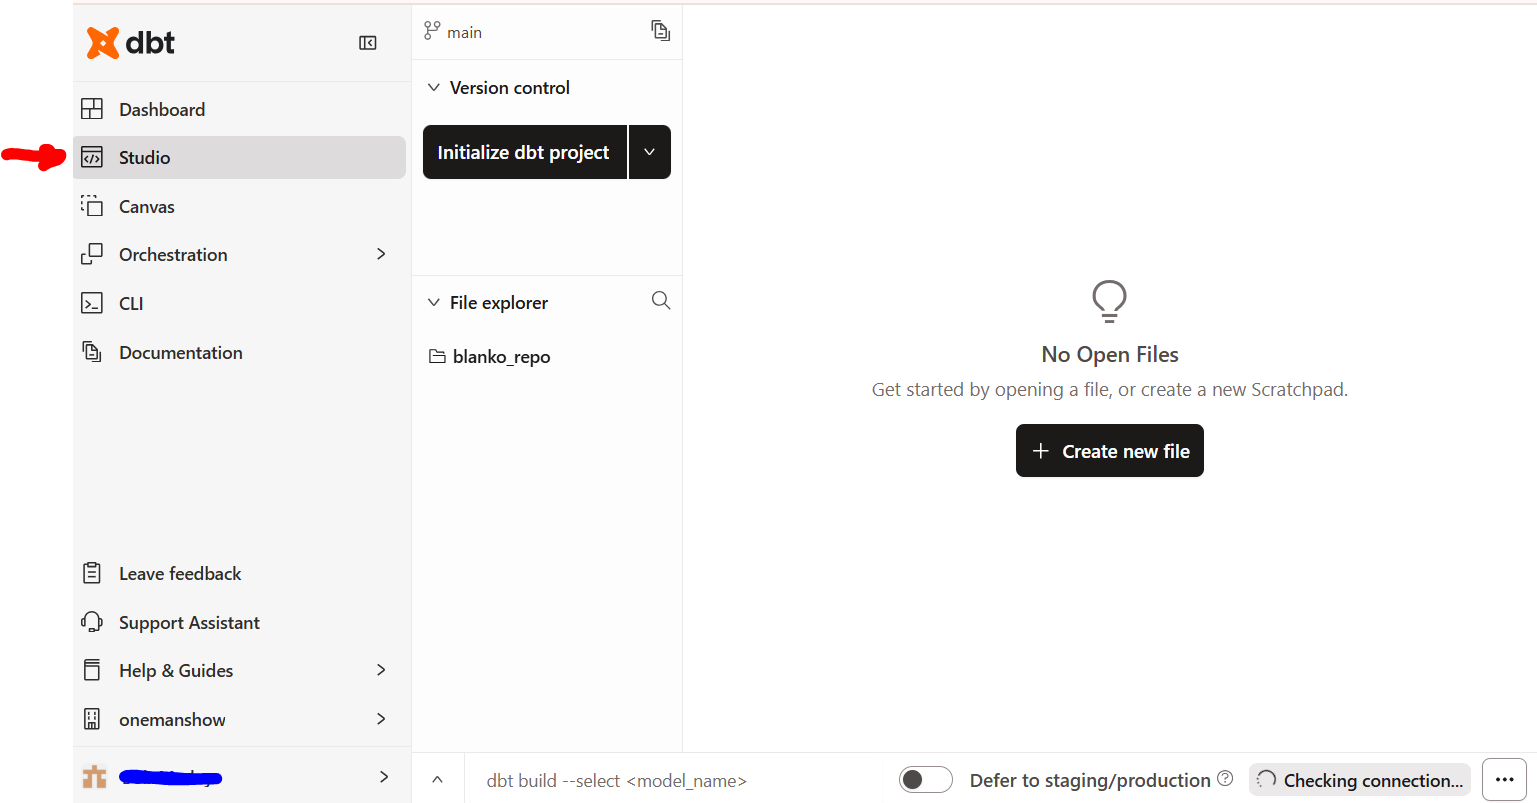 dbt
Dashboard
Studio
Canvas
Orchestration
CLI
Documentation
Leave feedback
Support Assistant
Help & Guides
onemanshow
main
Version control
Initialize dbt project
File explorer
blanko_repo
No Open Files
Get started by opening a file, or create a new Scratchpad.
Create new file
dbt build --select <model_name>
Defer to staging/production
Checking connection...